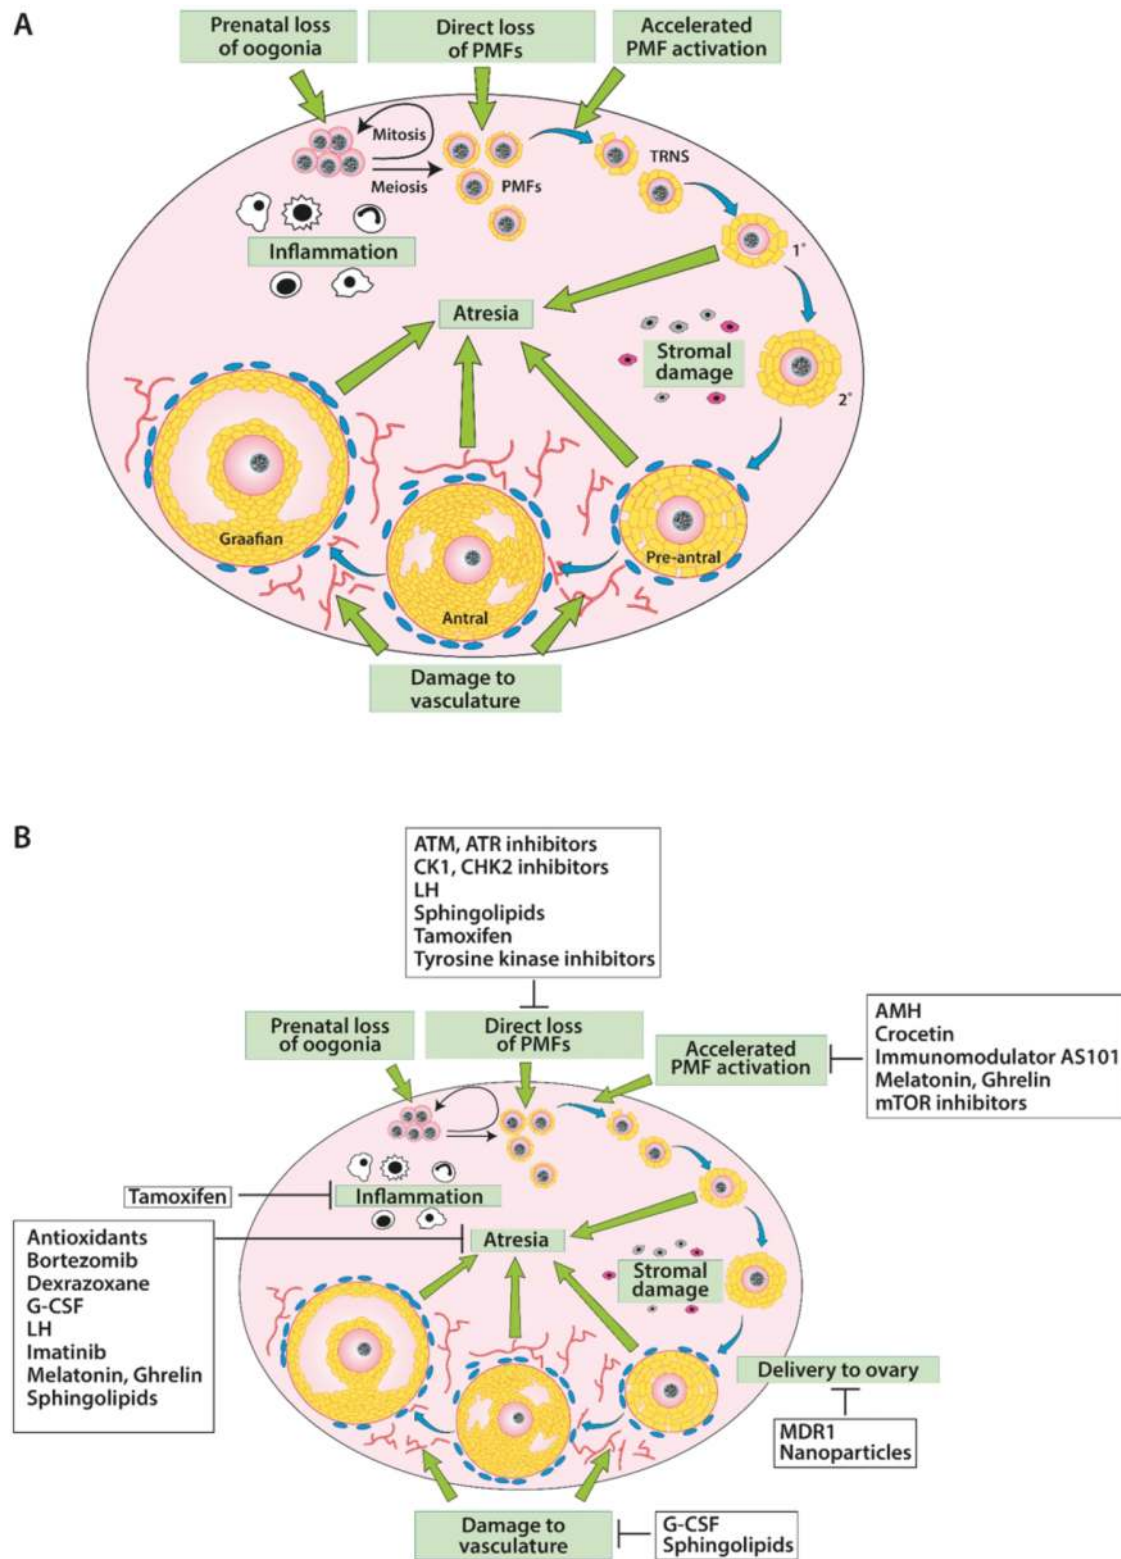 A
Prenatal loss
of oogonia
Direct loss
of PMFs
Accelerated
PMF activation
Mitosis
Meiosis
PMFs
TRNS
1°
Inflammation
Atresia
Stromal
damage
2°
Graafian
Antral
Pre-antral
Damage to
vasculature
B
ATM, ATR inhibitors
CK1, CHK2 inhibitors
LH
Sphingolipids
Tamoxifen
Tyrosine kinase inhibitors
Prenatal loss
of oogonia
Direct loss
of PMFs
Accelerated
PMF activation
AMH
Crocetin
Immunomodulator AS101
Melatonin, Ghrelin
mTOR inhibitors
Tamoxifen
Inflammation
Antioxidants
Bortezomib
Dexrazoxane
G-CSF
LH
Imatinib
Melatonin, Ghrelin
Sphingolipids
Atresia
Stromal
damage
Delivery to ovary
MDR1
Nanoparticles
Damage to
vasculature
G-CSF
Sphingolipids